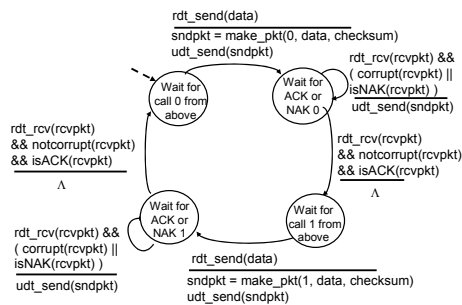 rdt_send(data)
sndpkt = make_pkt(0, data, checksum)
udt_send(sndpkt)
Wait for
call 0 from
above
Wait for
ACK or
NAK 0
rdt_rcv(rcvpkt) &&
( corrupt(rcvpkt) ||
isNAK(rcvpkt) )
udt_send(sndpkt)
rdt_rcv(rcvpkt)
&& notcorrupt(rcvpkt)
&& isACK(rcvpkt)
Λ
rdt_rcv(rcvpkt)
&& notcorrupt(rcvpkt)
&& isACK(rcvpkt)
Λ
Wait for
ACK or
NAK 1
Wait for
call 1 from
above
rdt_rcv(rcvpkt) &&
( corrupt(rcvpkt) ||
isNAK(rcvpkt) )
udt_send(sndpkt)
rdt_send(data)
sndpkt = make_pkt(1, data, checksum)
udt_send(sndpkt)